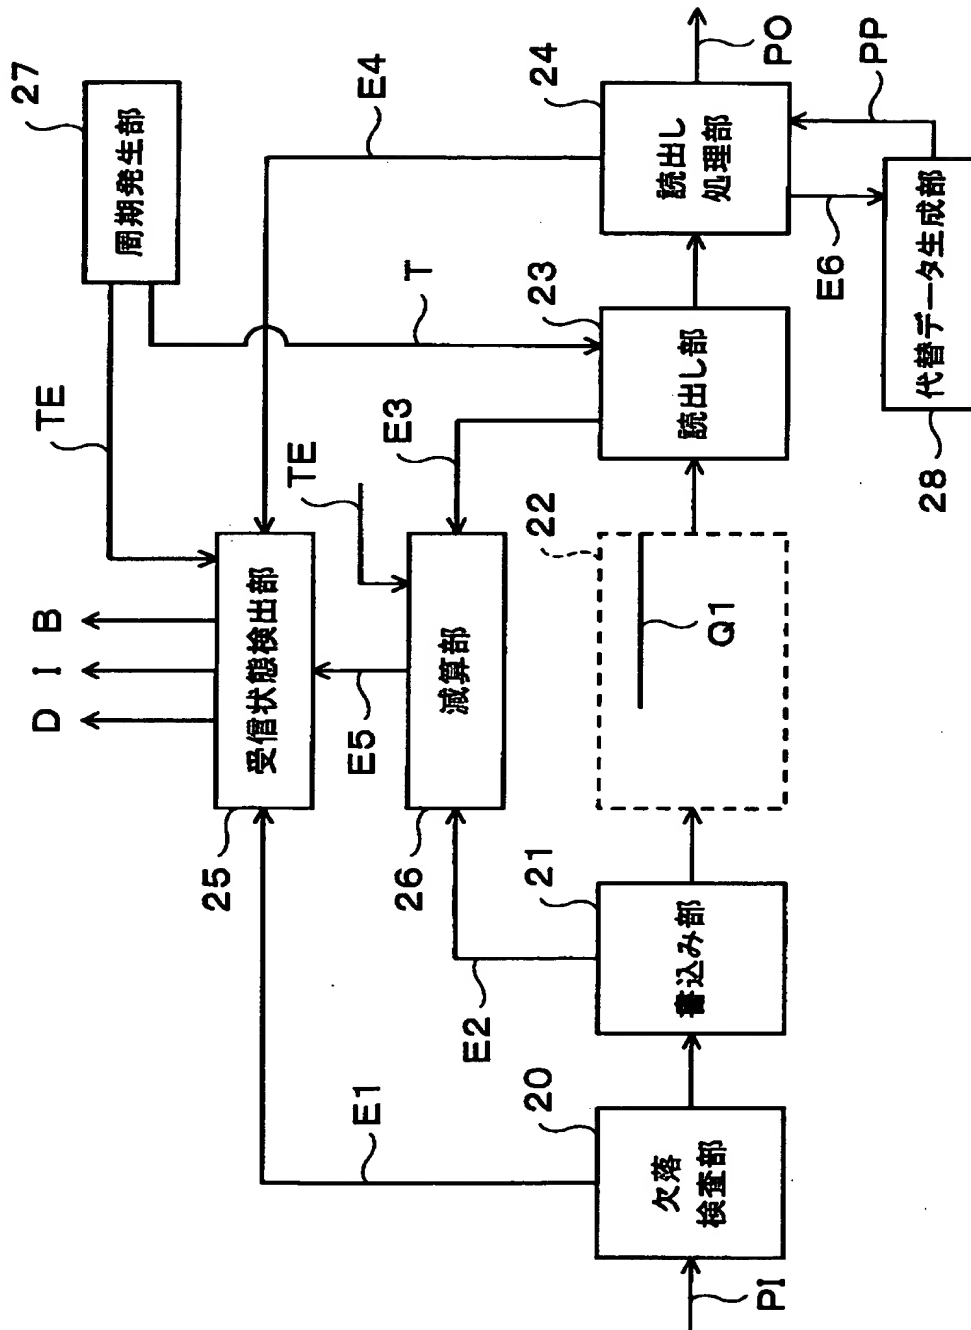 27
周期発生部
TE
T
E4
D
I
B
受信状態検出部
25
E5
TE
減算部
26
E3
E1
E2
PI
20
欠落
検査部
21
書込み部
22
Q1
23
読出し部
24
読出し
処理部
PO
PP
E6
代替データ生成部
28